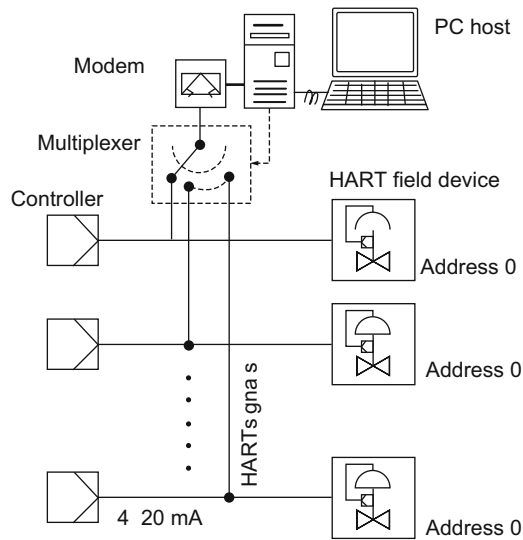 PC host
Modem
Multiplexer
Controller
HART field device
Address 0
Address 0
HARTs gna s
4 20 mA
Address 0